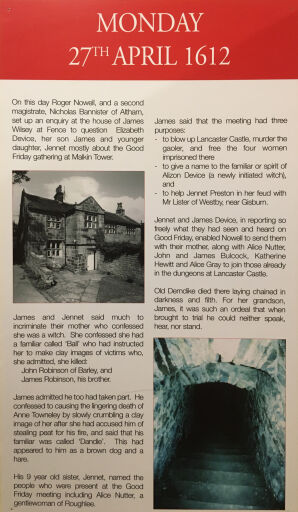 MONDAY
27TH APRIL 1612
On this day Roger Nowell, and a second
magistrate, Nicholas Bannister of Altham,
set up an enquiry at the house of James
Wilsey at Fence to question Elizabeth
Device, her son James and younger
daughter, Jennet mostly about the Good
Friday gathering at Malkin Tower.
James and Jennet said much to
incriminate their mother who confessed
she was a witch. She confessed she had
a familiar called 'Ball' who had instructed
her to make clay images of victims who,
she admitted, she killed:
John Robinson of Barley, and
James Robinson, his brother.
James admitted he too had taken part. He
confessed to causing the lingering death of
Anne Towneley by slowly crumbling a clay
image of her after she had accused him of
stealing peat for his fire, and said that his
familiar was called 'Dandie'. This had
appeared to him as a brown dog and a
hare.
His 9 year old sister, Jennet, named the
people who were present at the Good
Friday meeting including Alice Nutter, a
gentlewoman of Roughlee.
James said that the meeting had three
purposes:
- to blow up Lancaster Castle, murder the
gaoler, and free the four women
imprisoned there
- to give a name to the familiar or spirit of
Alizon Device (a newly initiated witch),
and
- to help Jennet Preston in her feud with
Mr Lister of Westby, near Gisburn.
Jennet and James Device, in reporting so
freely what they had seen and heard on
Good Friday, enabled Nowell to send them
with their mother, along with Alice Nutter,
John and James Bulcock, Katherine
Hewitt and Alice Gray to join those already
in the dungeons at Lancaster Castle.
Old Demdike died there laying chained in
darkness and filth. For her grandson,
James, it was such an ordeal that when
brought to trial he could neither speak,
hear, nor stand.